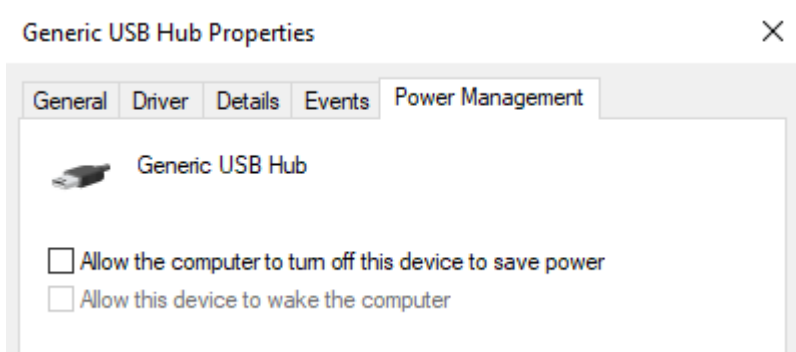 Generic USB Hub Properties
General Driver Details Events Power Management
Generic USB Hub
Allow the computer to turn off this device to save power
Allow this device to wake the computer